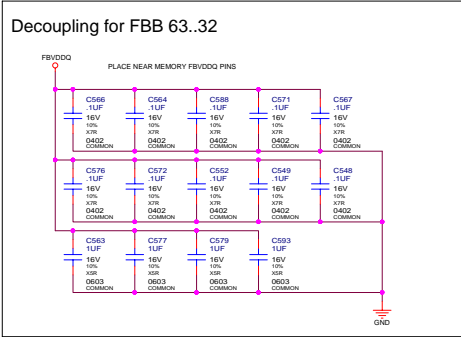 Decoupling for FBB 63..32
FBVDDQ
PLACE NEAR MEMORY FBVDDQ PINS
C566 C564 C588 C571 C567
.1UF .1UF .1UF .1UF .1UF
16V 16V 16V 16V 16V
10% 10% 10% 10% 10%
X7R X7R X7R X7R X7R
0402 0402 0402 0402 0402
COMMON COMMON COMMON COMMON COMMON
C576 C572 C552 C549 C548
.1UF .1UF .1UF .1UF .1UF
16V 16V 16V 16V 16V
10% 10% 10% 10% 10%
X7R X7R X7R X7R X7R
0402 0402 0402 0402 0402
COMMON COMMON COMMON COMMON COMMON
C563 C577 C579 C593
1UF 1UF 1UF 1UF
16V 16V 16V 16V
10% 10% 10% 10%
X5R X5R X5R X5R
0603 0603 0603 0603
COMMON COMMON COMMON COMMON
GND